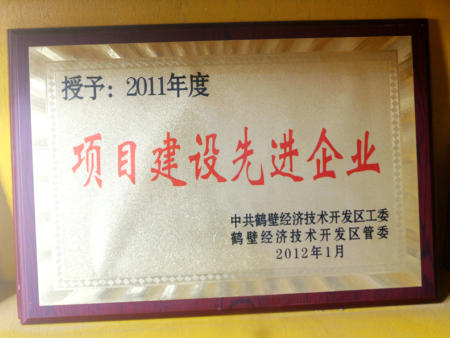 授予：2011年度
项目建设先进企业
中共鹤壁经济技术开发区工委
鹤壁经济技术开发区管委
2012年1月